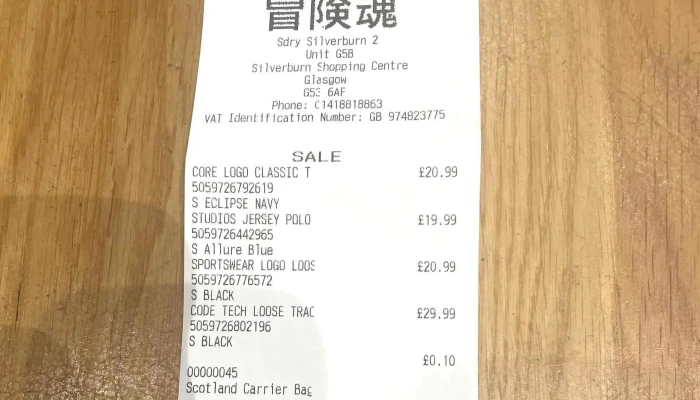 冒険魂
Sdry Silverburn 2
Unit G5B
Silverburn Shopping Centre
Glasgow
G53 6AF
Phone: 01418818863
VAT Identification Number: GB 974823775
SALE
CORE LOGO CLASSIC T £20.99
5059726792619
S ECLIPSE NAVY
STUDIOS JERSEY POLO £19.99
5059726442965
S Allure Blue
SPORTSWEAR LOGO LOOS £20.99
5059726776572
S BLACK
CODE TECH LOOSE TRAC £29.99
5059726802196
S BLACK
£0.10
00000045
Scotland Carrier Bag